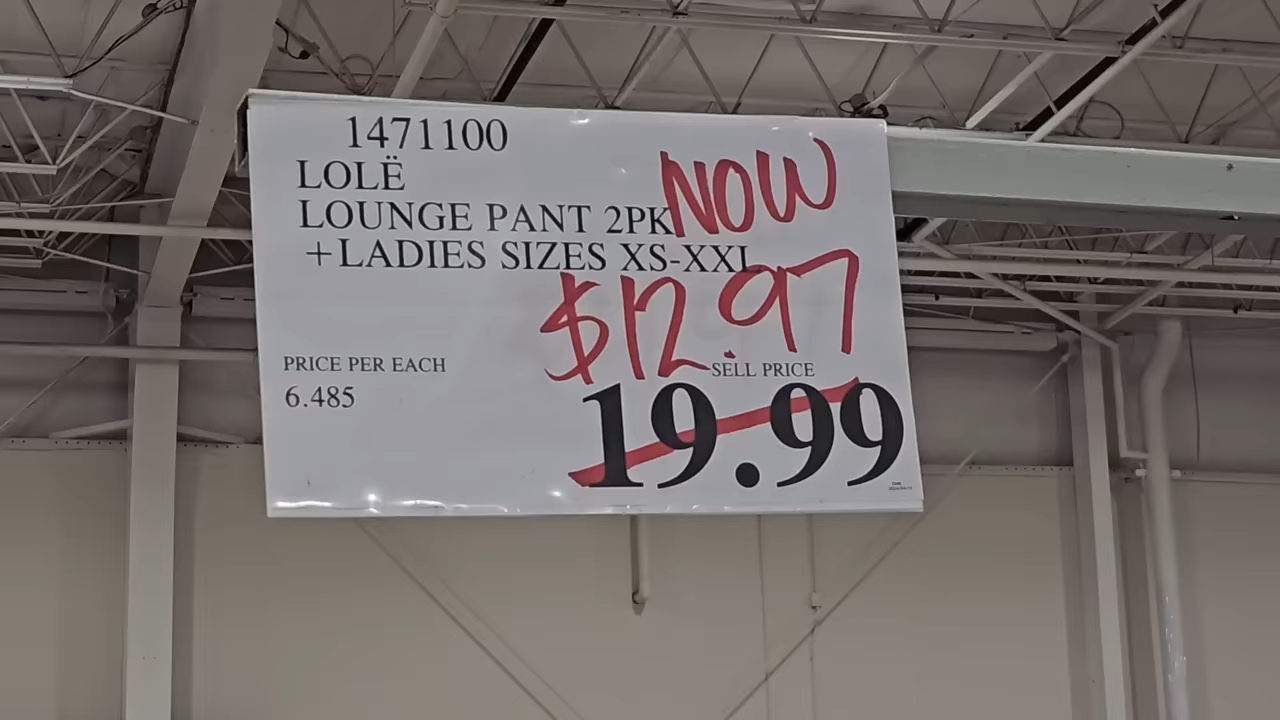 1471100
LOLË
LOUNGE PANT 2PK
NOW
+LADIES SIZES XS-XXL
$12.97
PRICE PER EACH
SELL PRICE
6.485
19.99